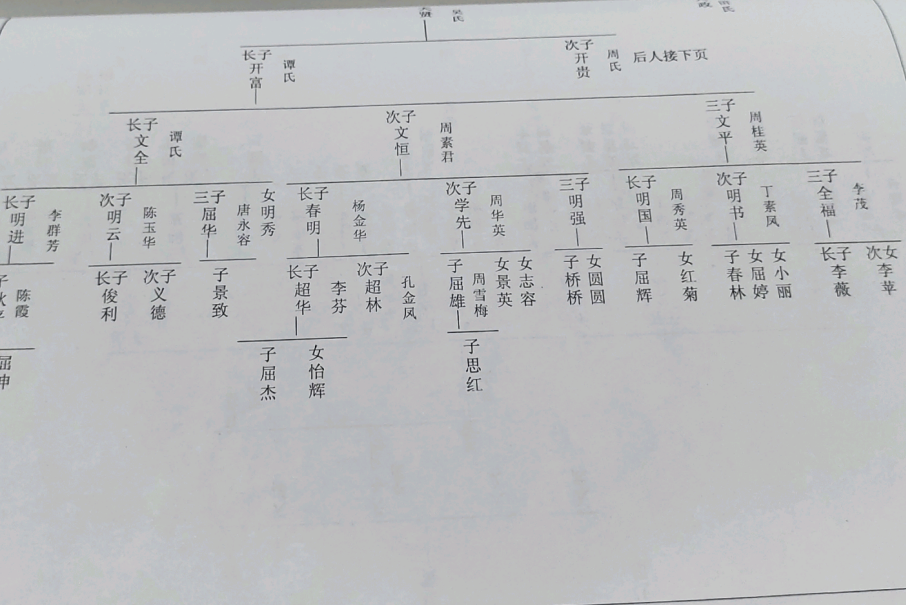 吴氏
长子开富
谭氏
次子开贵
周氏
后人接下页
长子文全
谭氏
次子文恒
周素君
三子文平
周桂英
长子明进
李群芳
次子明云
陈玉华
三子屈华
唐永容
女明秀
长子春明
杨金华
次子学先
周华英
三子明强
长子明国
周秀英
次子明书
丁素凤
三子全福
李茂
陈霞
长子俊利
次子义德
子景致
长子超华
李芬
次子超林
孔金凤
子屈雄
周雪梅
女景英
女志容
子桥桥
女圆圆
子屈辉
女红菊
子春林
女屈婷
女小丽
长子李薇
次女李苹
子屈杰
女怡辉
子思红